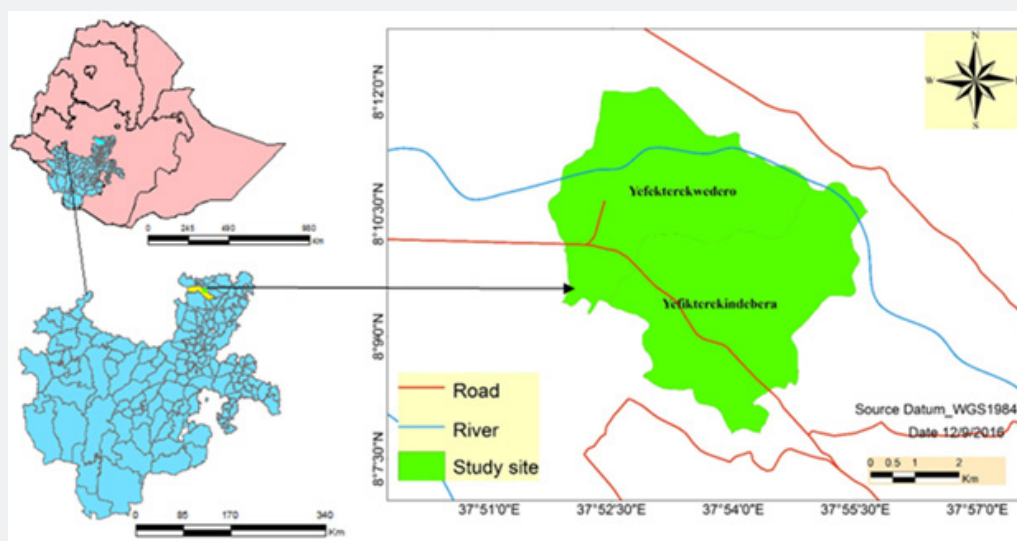 0 245 490 980
Km
0 85 170 340
Km
8°12'0"N
8°10'30"N
8°9'0"N
8°7'30"N
N
W
S
Yefekterekwedero
Yefikterekindebera
Road
River
Study site
Source Datum_WGS1984
Date 12/9/2016
0 0.5 1 2
Km
37°51'0"E
37°52'30"E
37°54'0"E
37°55'30"E
37°57'0"E